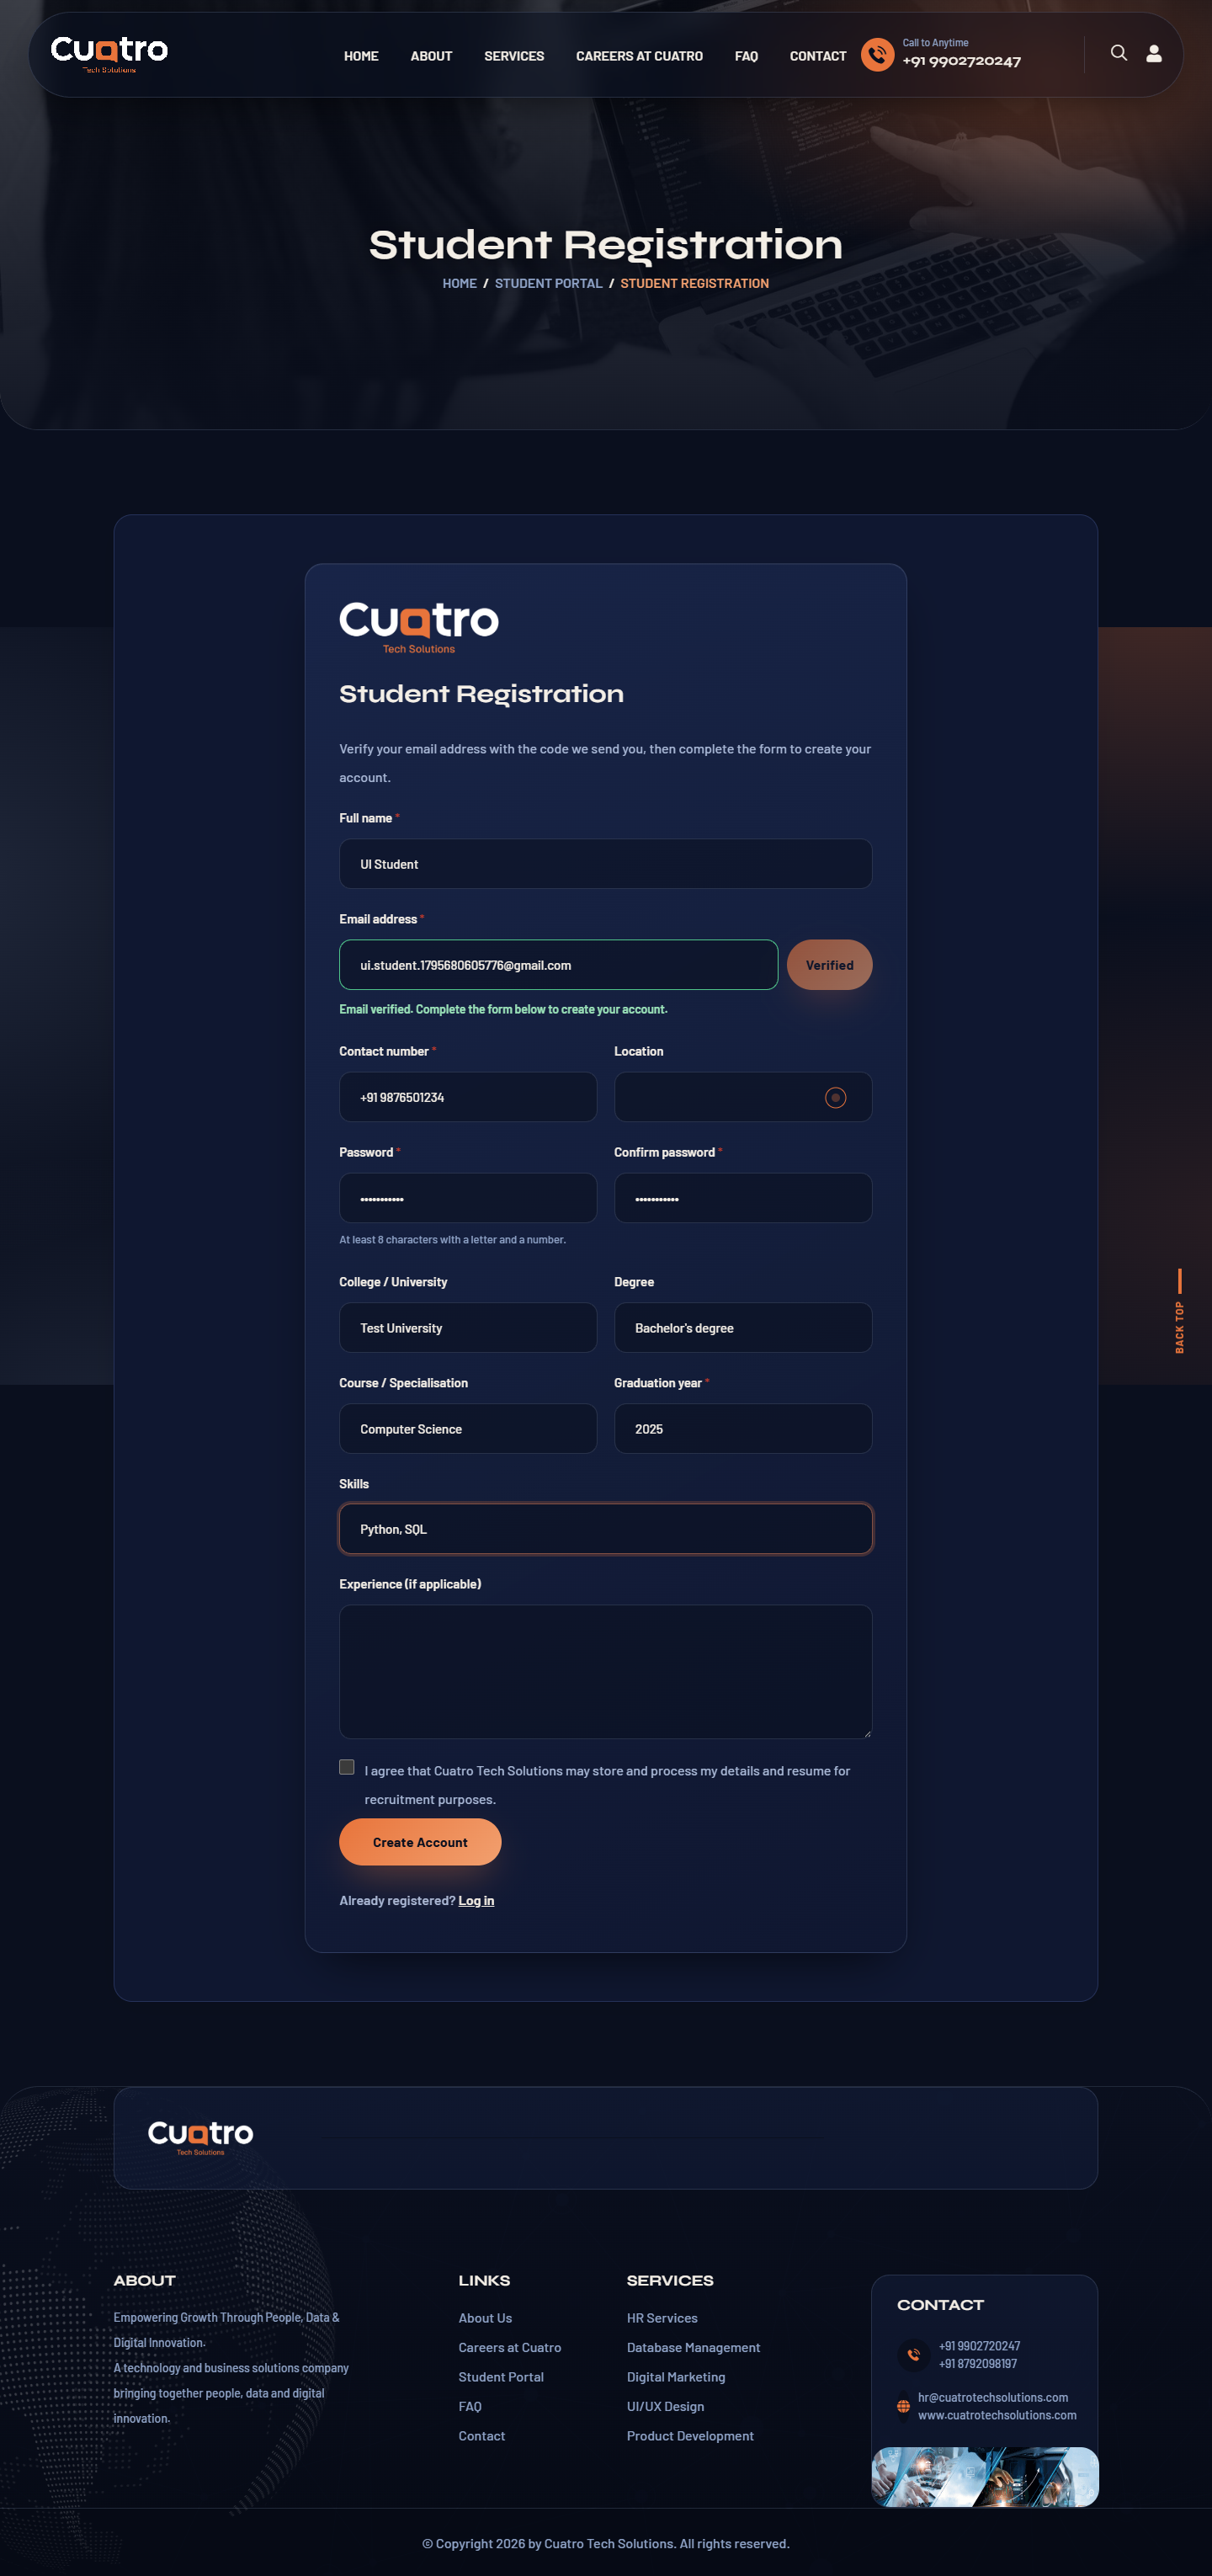 Cuatro
Tech Solutions
HOME
ABOUT
SERVICES
CAREERS AT CUATRO
FAQ
CONTACT
Call to Anytime
+91 9902720247
Student Registration
HOME / STUDENT PORTAL / STUDENT REGISTRATION
Cuatro
Tech Solutions
Student Registration
Verify your email address with the code we send you, then complete the form to create your
account.
Full name *
UI Student
Email address *
ui.student.1795680605776@gmail.com
Verified
Email verified. Complete the form below to create your account.
Contact number *
Location
+91 9876501234
Password *
Confirm password *
•••••••••••
•••••••••••
At least 8 characters with a letter and a number.
College / University
Degree
Test University
Bachelor's degree
Course / Specialisation
Graduation year *
Computer Science
2025
Skills
Python, SQL
Experience (if applicable)
I agree that Cuatro Tech Solutions may store and process my details and resume for
recruitment purposes.
Create Account
Already registered? Log in
BACK TOP
Cuatro
Tech Solutions
ABOUT
Empowering Growth Through People, Data &
Digital Innovation.
A technology and business solutions company
bringing together people, data and digital
innovation.
LINKS
About Us
Careers at Cuatro
Student Portal
FAQ
Contact
SERVICES
HR Services
Database Management
Digital Marketing
UI/UX Design
Product Development
CONTACT
+91 9902720247
+91 8792098197
hr@cuatrotechsolutions.com
www.cuatrotechsolutions.com
© Copyright 2026 by Cuatro Tech Solutions. All rights reserved.